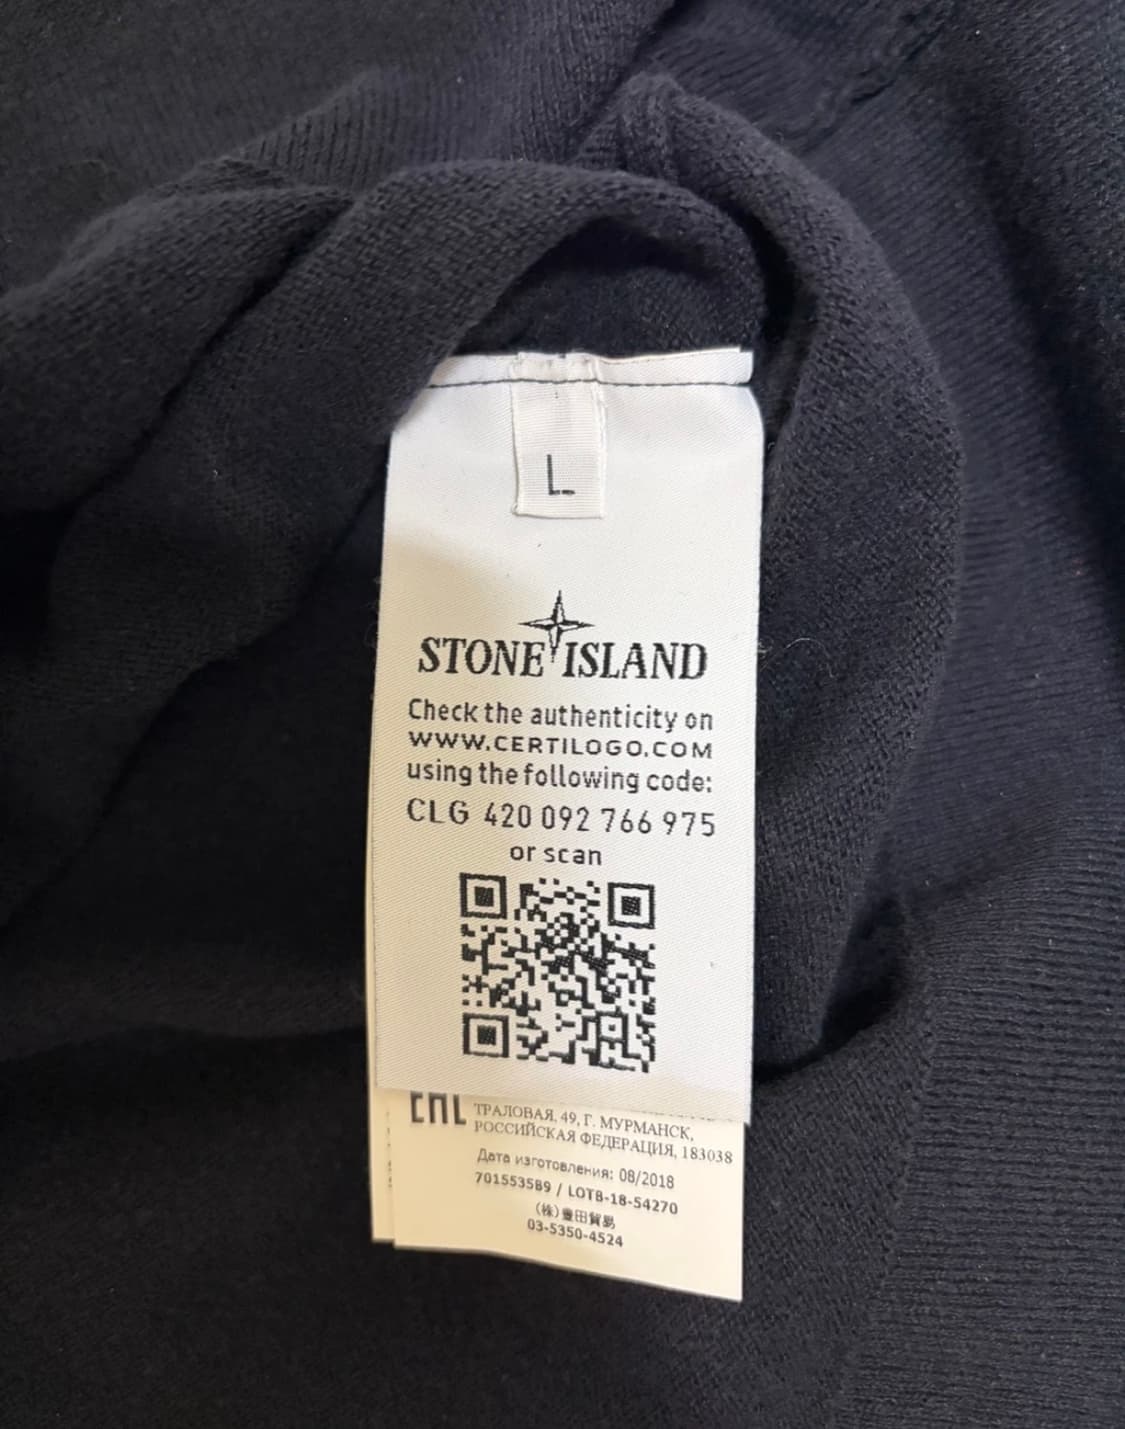 L
STONE ISLAND
Check the authenticity on
WWW.CERTILOGO.COM
using the following code:
CLG 420 092 766 975
or scan
EAC ТРАЛОВАЯ, 49, Г. МУРМАНСК,
РОССИЙСКАЯ ФЕДЕРАЦИЯ, 183038
Дата изготовления: 08/2018
701553589 / LOTB-18-54270
(株)豊田貿易
03-5350-4524